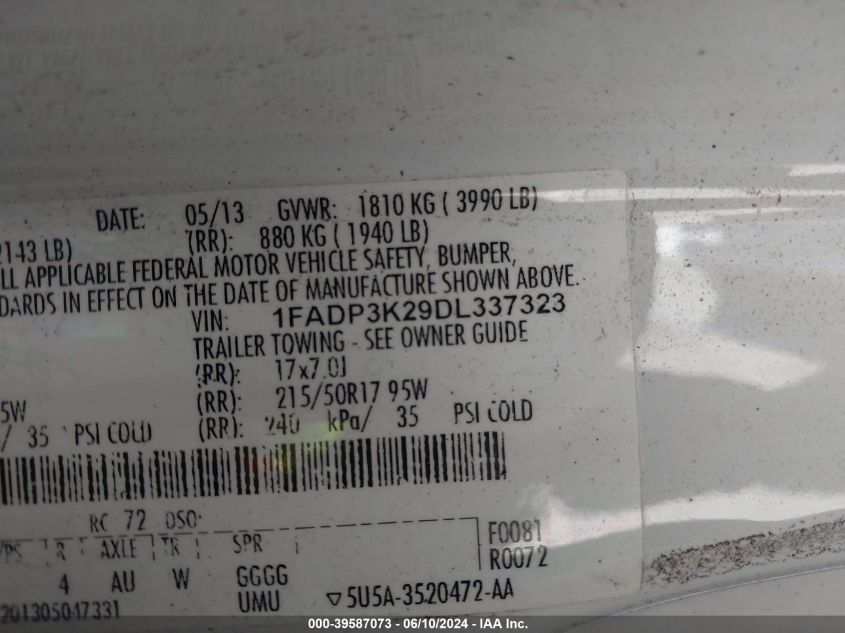 DATE: 05/13 GVWR: 1810 KG ( 3990 LB)
2143 LB) (RR): 880 KG ( 1940 LB)
LL APPLICABLE FEDERAL MOTOR VEHICLE SAFETY, BUMPER,
DARDS IN EFFECT ON THE DATE OF MANUFACTURE SHOWN ABOVE.
VIN: 1FADP3K29DL337323
TRAILER TOWING - SEE OWNER GUIDE
(RR): 17x7.0J
5W (RR): 215/50R17 95W
/ 35 PSI COLD (RR): 240 kPa/ 35 PSI COLD
RC 72 DSO:
YPS R AXLE TR SPR F0081
R0072
4 AU W GGGG
201305047331 UMU ▽5U5A-3520472-AA
000-39587073 - 06/10/2024 - IAA Inc.